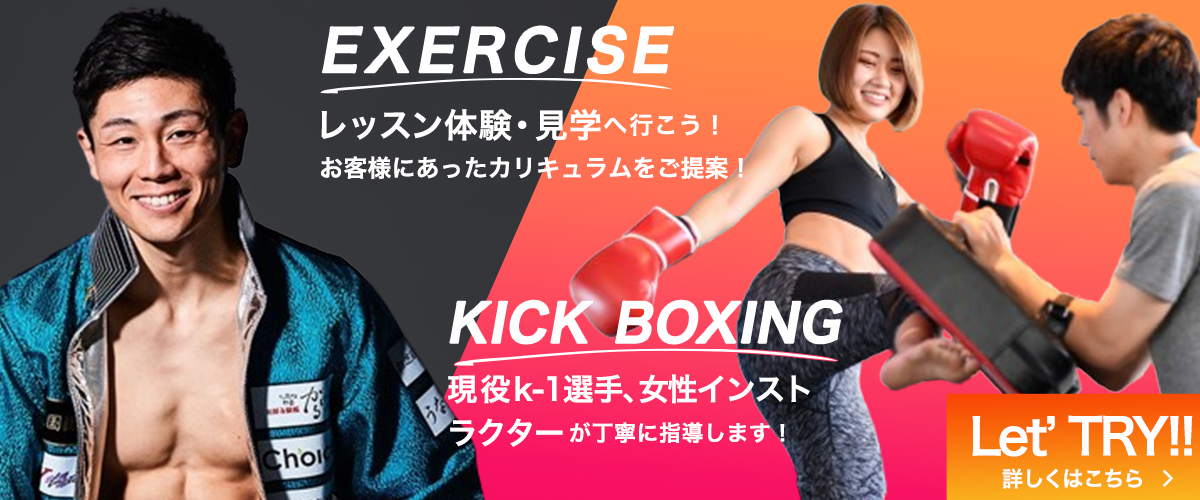 EXERCISE
レッスン体験・見学へ行こう！
お客様にあったカリキュラムをご提案！
KICK BOXING
現役k-1選手、女性インスト
ラクターが丁寧に指導します！
Let' TRY!!
詳しくはこちら >
Choic